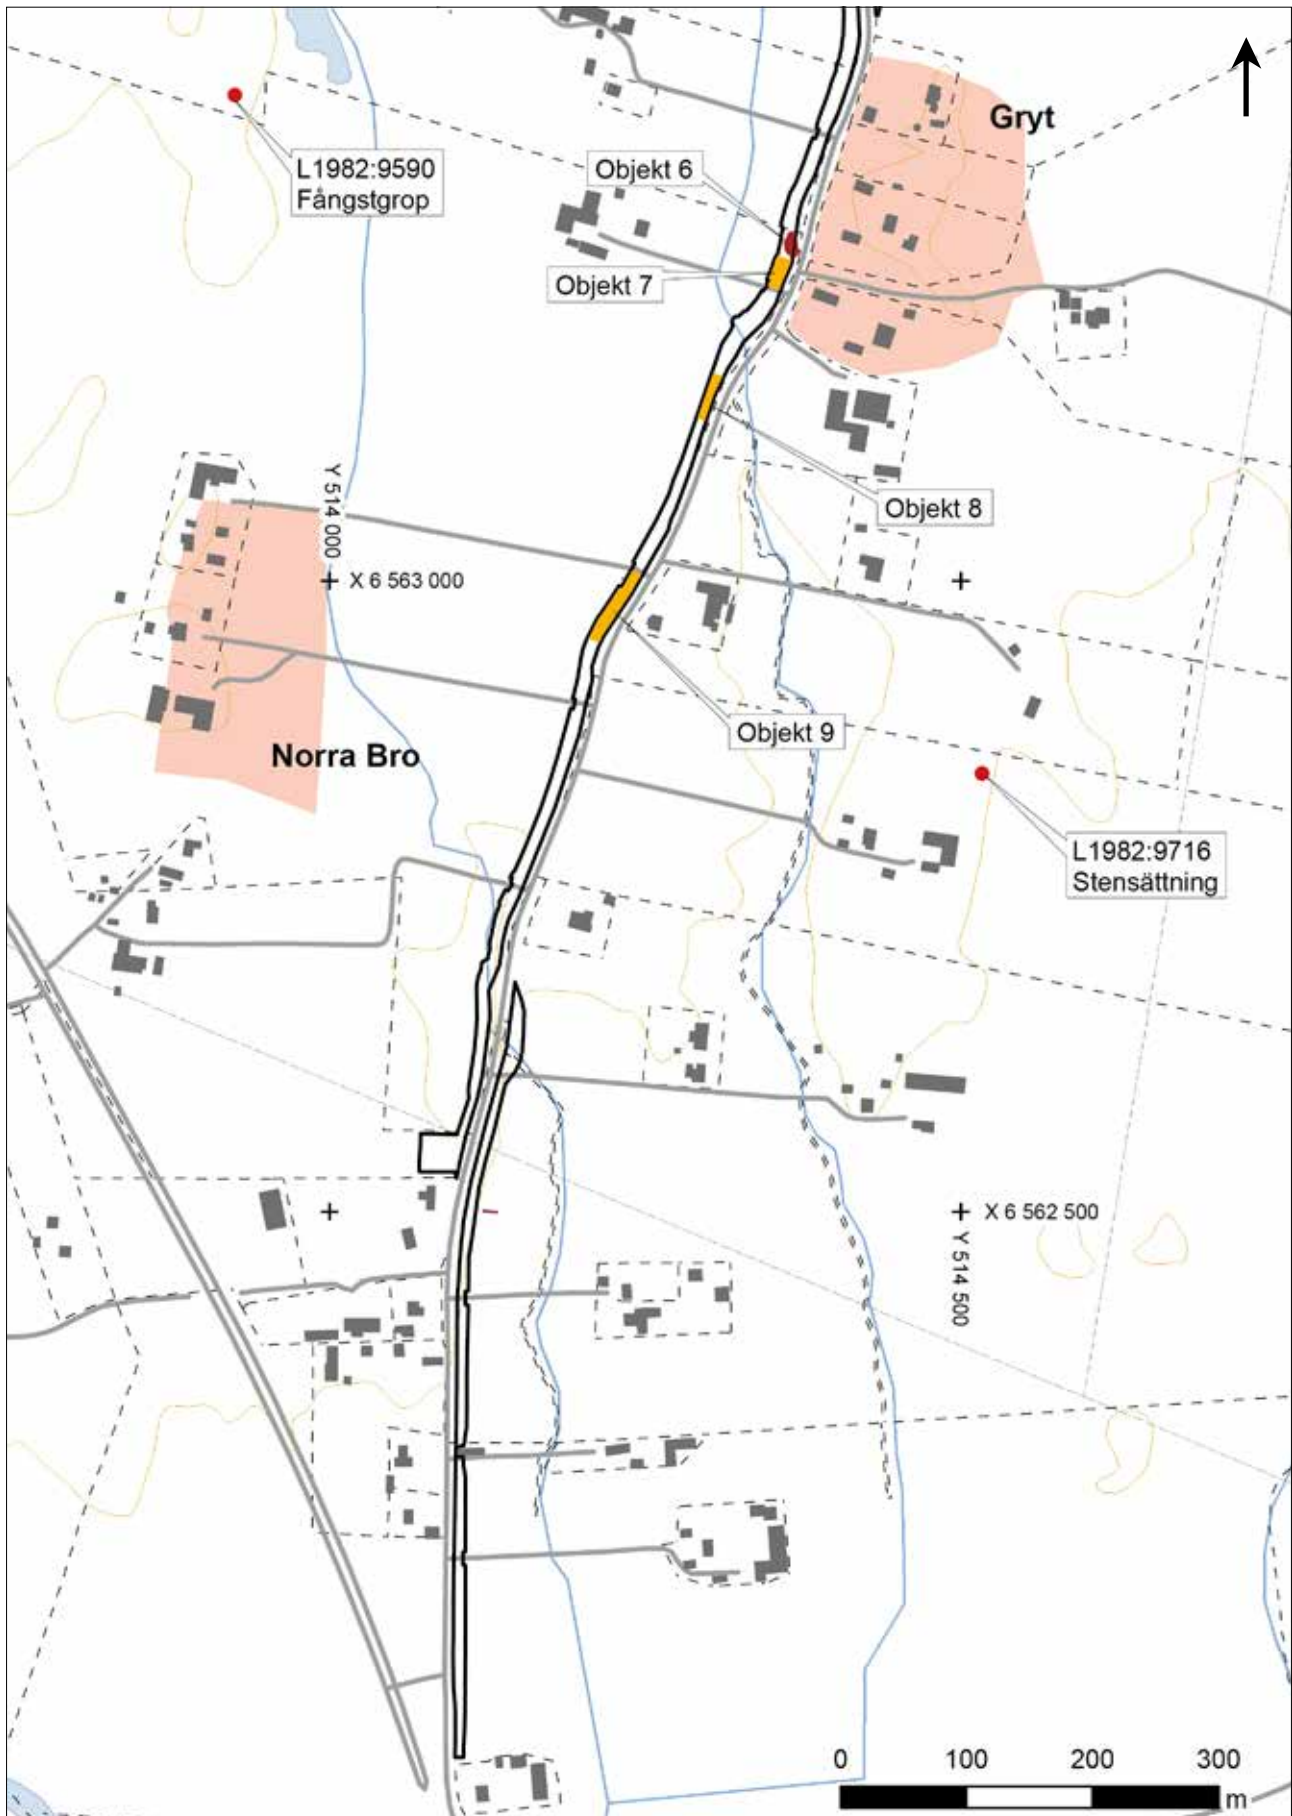 Gryt
Objekt 6
L1982:9590
Fångstgrop
Objekt 7
Y 514 000
Objekt 8
X 6 563 000
Objekt 9
Norra Bro
L1982:9716
Stensättning
X 6 562 500
Y 514 500
0 100 200 300
m